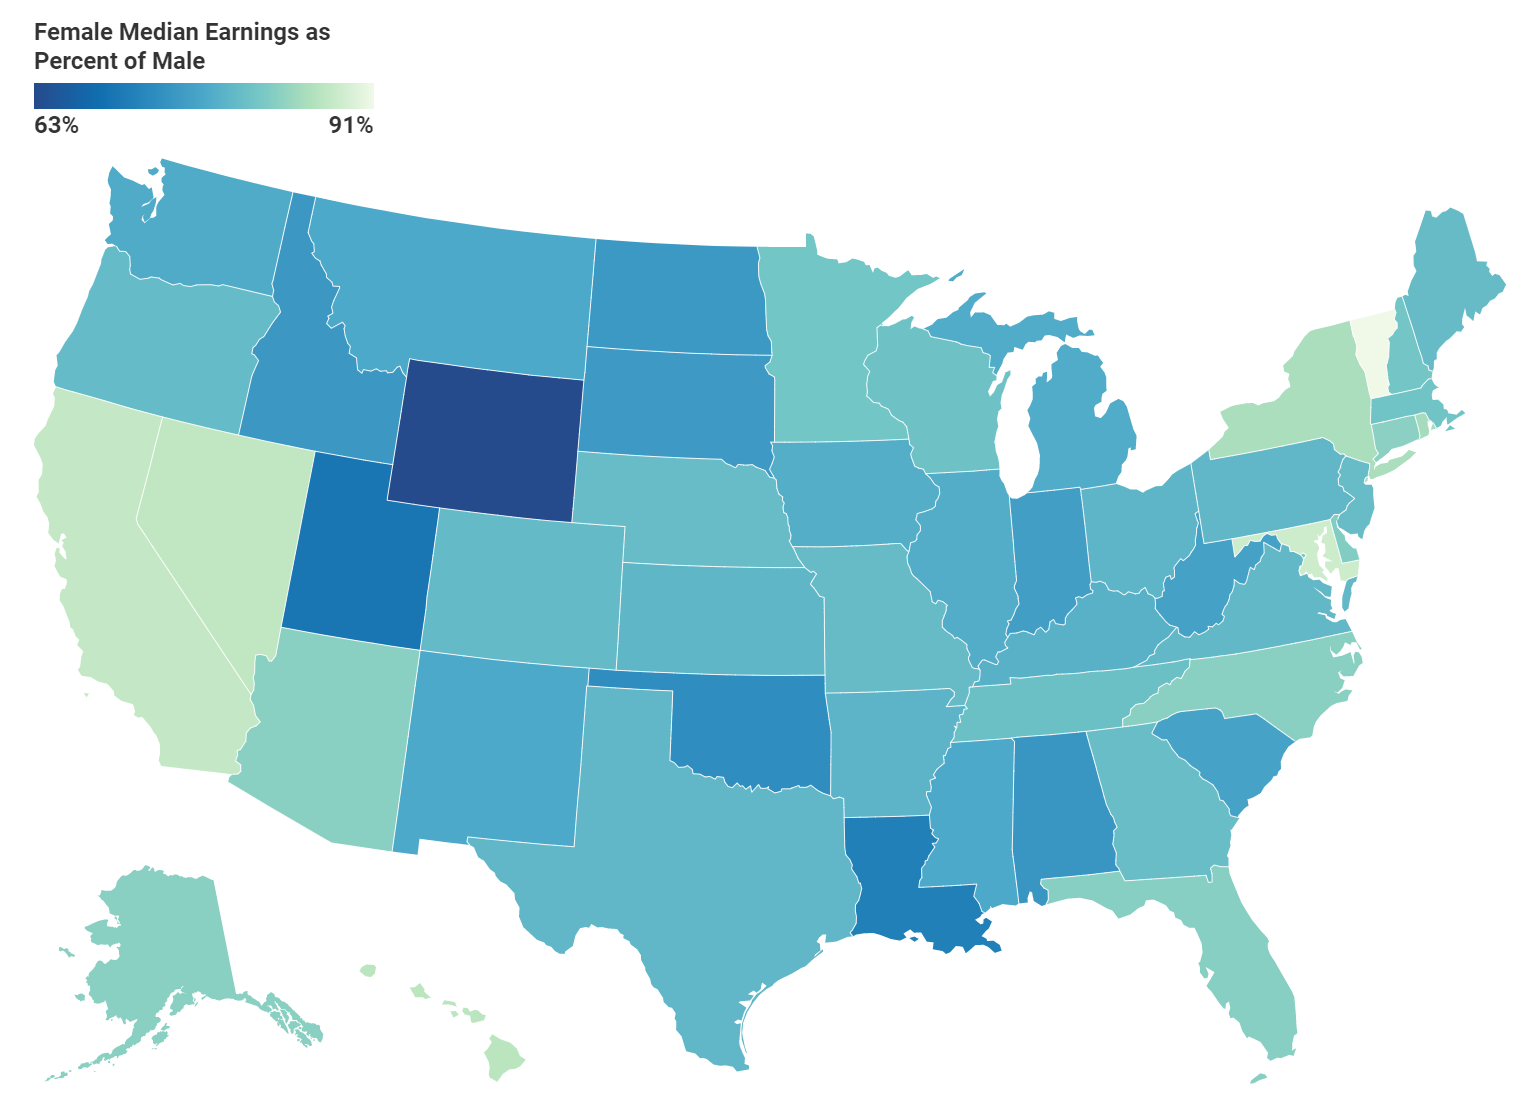 Female Median Earnings as
Percent of Male
63% 91%